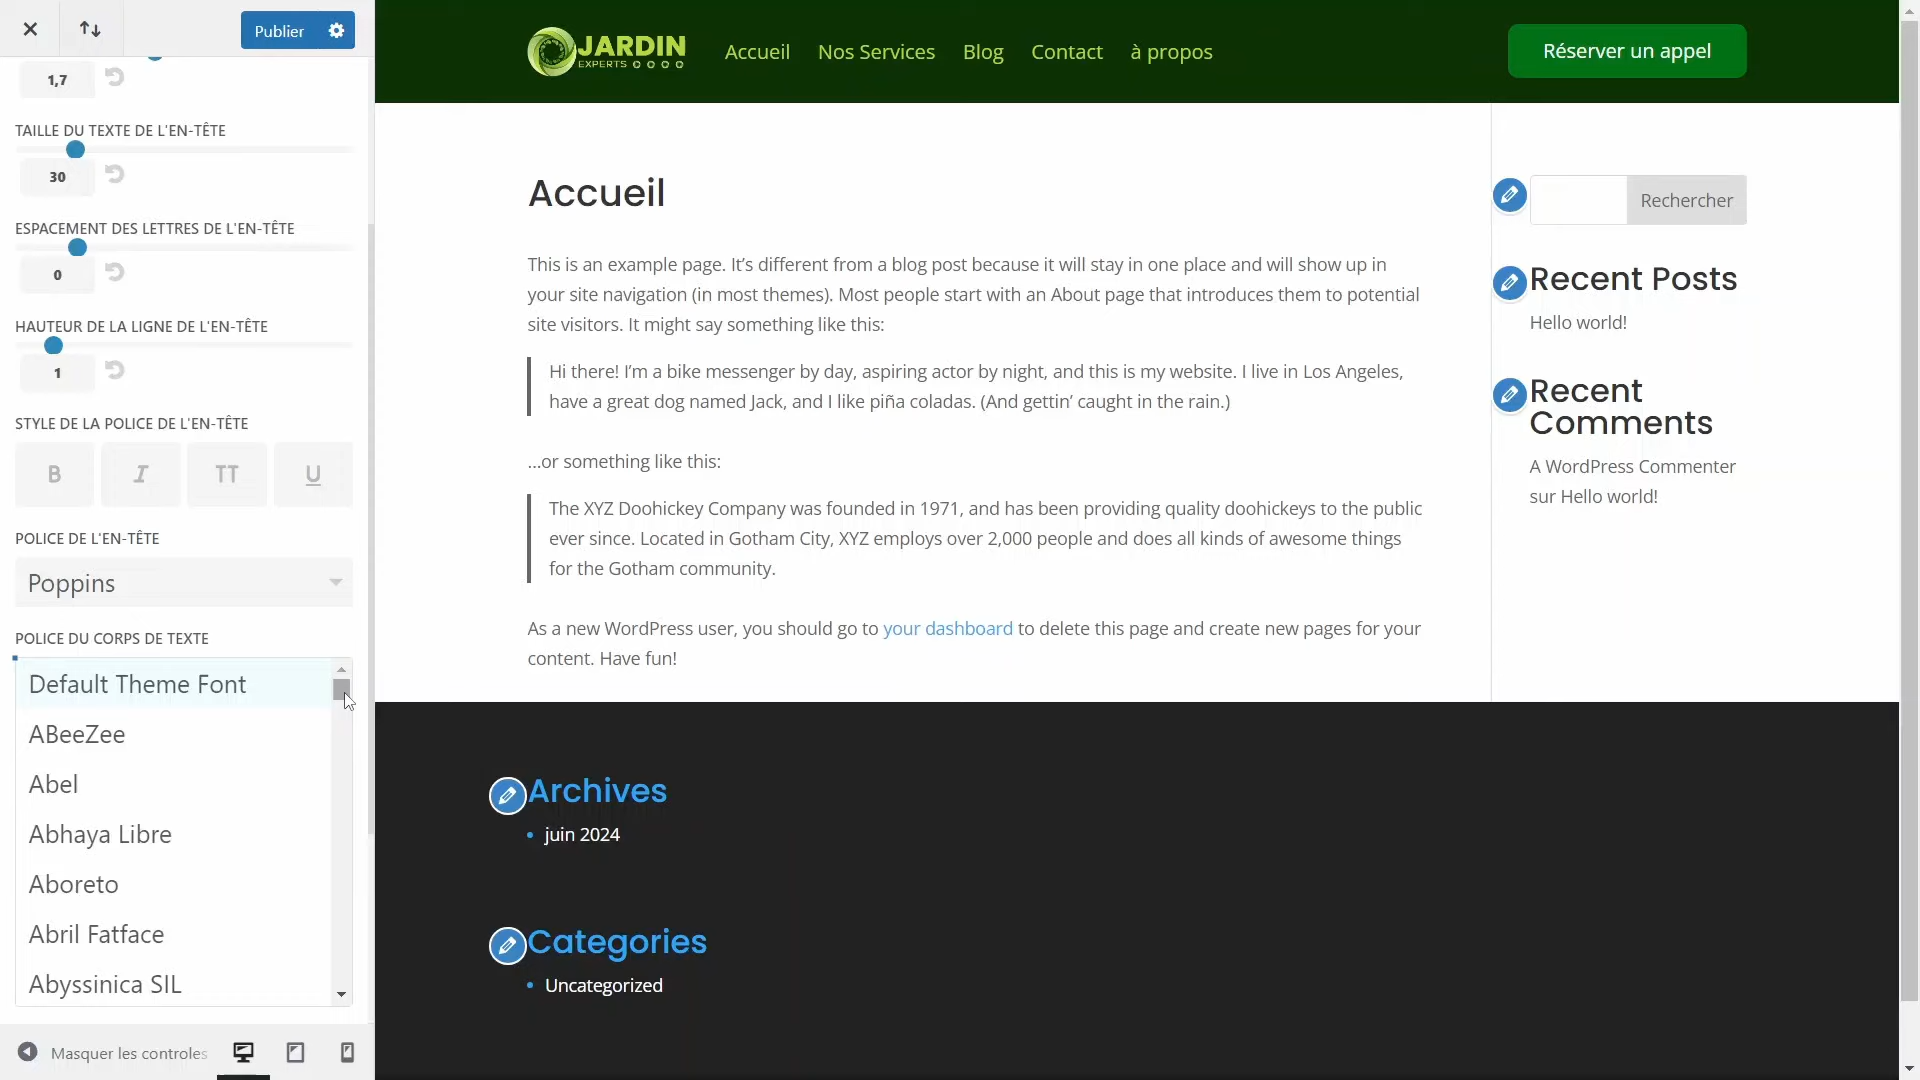 Publier
1,7
TAILLE DU TEXTE DE L'EN-TÊTE
30
ESPACEMENT DES LETTRES DE L'EN-TÊTE
0
HAUTEUR DE LA LIGNE DE L'EN-TÊTE
1
STYLE DE LA POLICE DE L'EN-TÊTE
B I TT U
POLICE DE L'EN-TÊTE
Poppins
POLICE DU CORPS DE TEXTE
Default Theme Font
ABeeZee
Abel
Abhaya Libre
Aboreto
Abril Fatface
Abyssinica SIL
Masquer les controles
JARDIN
EXPERTS
Accueil Nos Services Blog Contact à propos
Réserver un appel
Accueil
This is an example page. It’s different from a blog post because it will stay in one place and will show up in
your site navigation (in most themes). Most people start with an About page that introduces them to potential
site visitors. It might say something like this:
Hi there! I’m a bike messenger by day, aspiring actor by night, and this is my website. I live in Los Angeles,
have a great dog named Jack, and I like piña coladas. (And gettin’ caught in the rain.)
…or something like this:
The XYZ Doohickey Company was founded in 1971, and has been providing quality doohickeys to the public
ever since. Located in Gotham City, XYZ employs over 2,000 people and does all kinds of awesome things
for the Gotham community.
As a new WordPress user, you should go to your dashboard to delete this page and create new pages for your
content. Have fun!
Rechercher
Recent Posts
Hello world!
Recent
Comments
A WordPress Commenter
sur Hello world!
Archives
juin 2024
Categories
Uncategorized